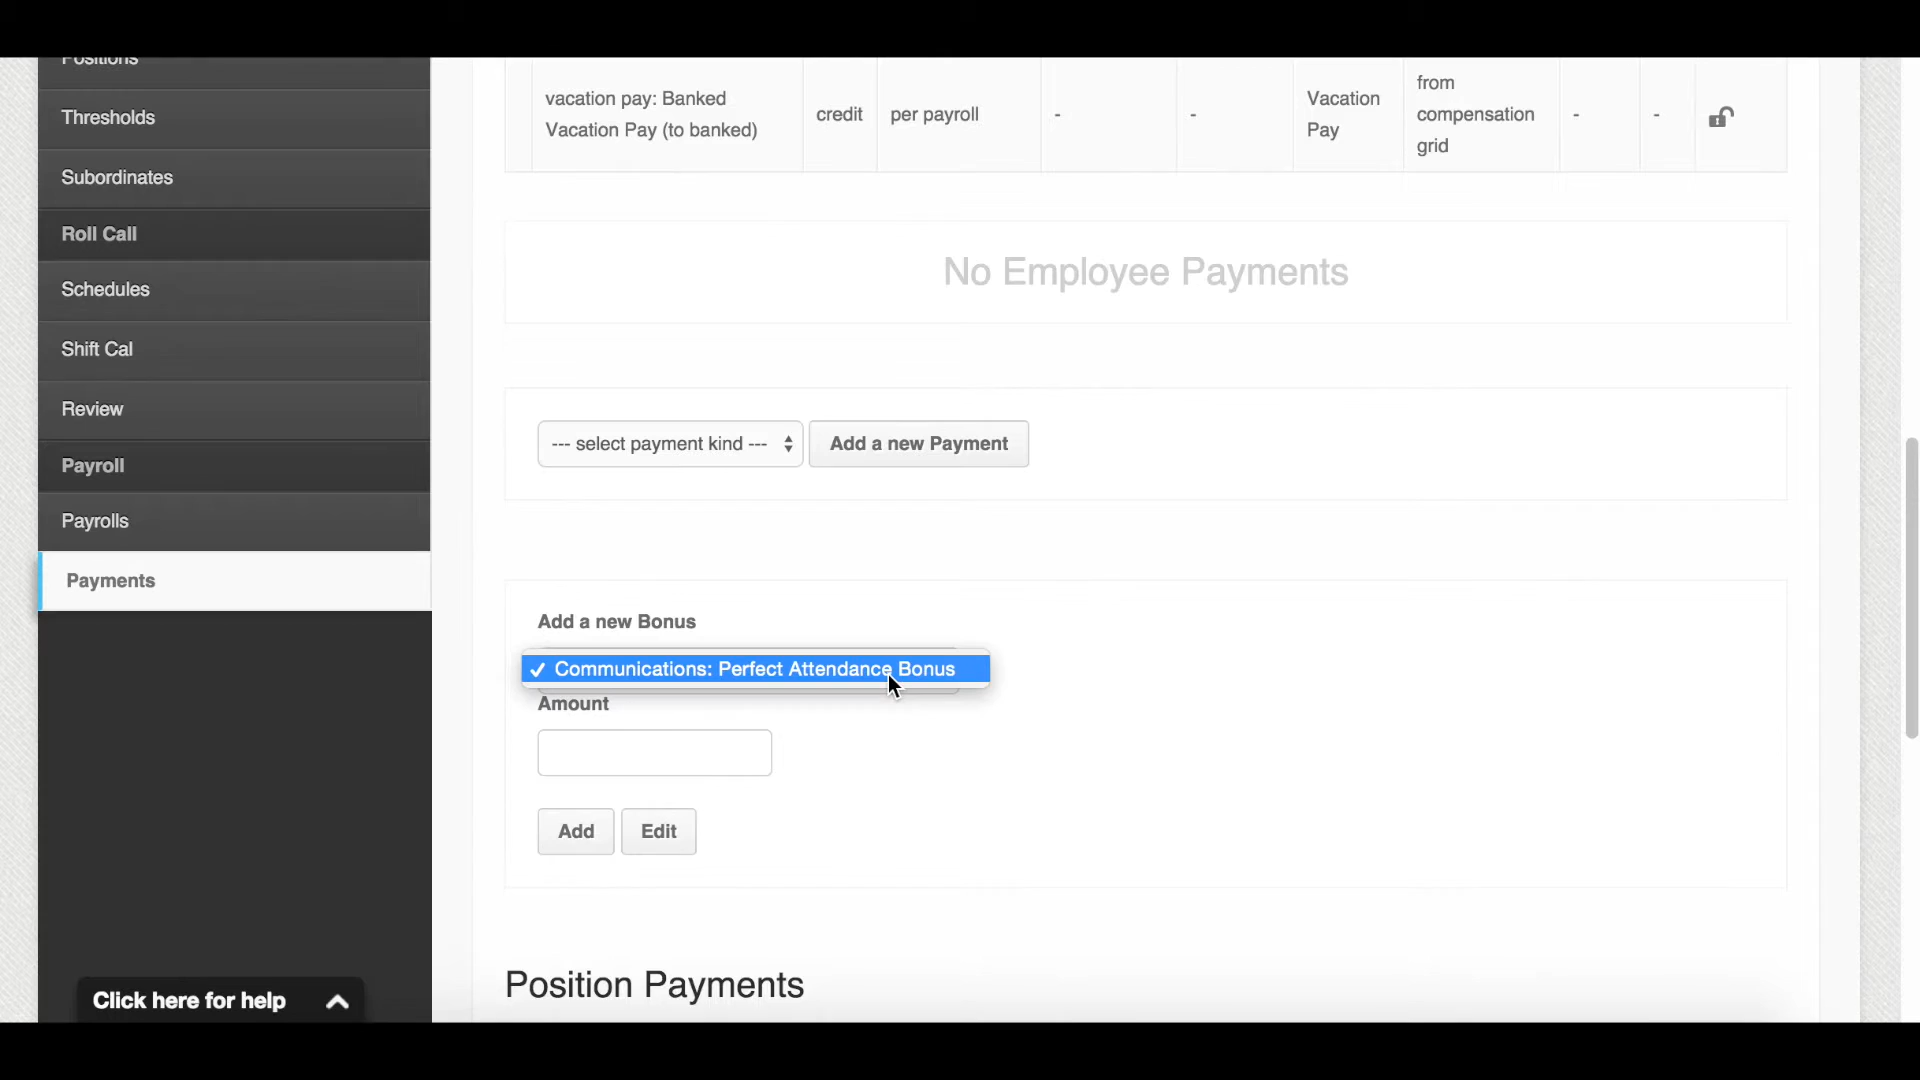 Positions
Thresholds
Subordinates
Roll Call
Schedules
Shift Cal
Review
Payroll
Payrolls
Payments
Click here for help
vacation pay: Banked
Vacation Pay (to banked)
credit
per payroll
-
-
Vacation
Pay
from
compensation
grid
-
-
No Employee Payments
--- select payment kind ---
Add a new Payment
Add a new Bonus
✓ Communications: Perfect Attendance Bonus
Amount
Add
Edit
Position Payments